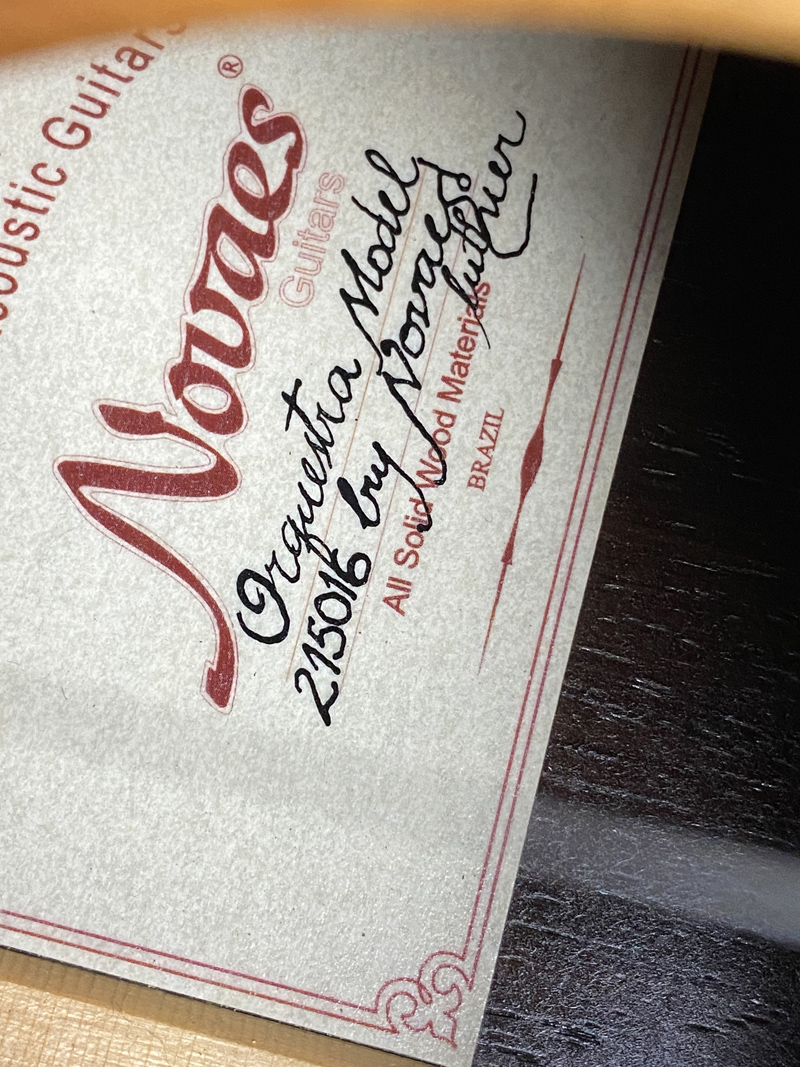 Acoustic Guitars
Novaes®
Guitars
Orquestra Model
215016 by Novaes
Luthier
All Solid Wood Materials
BRAZIL